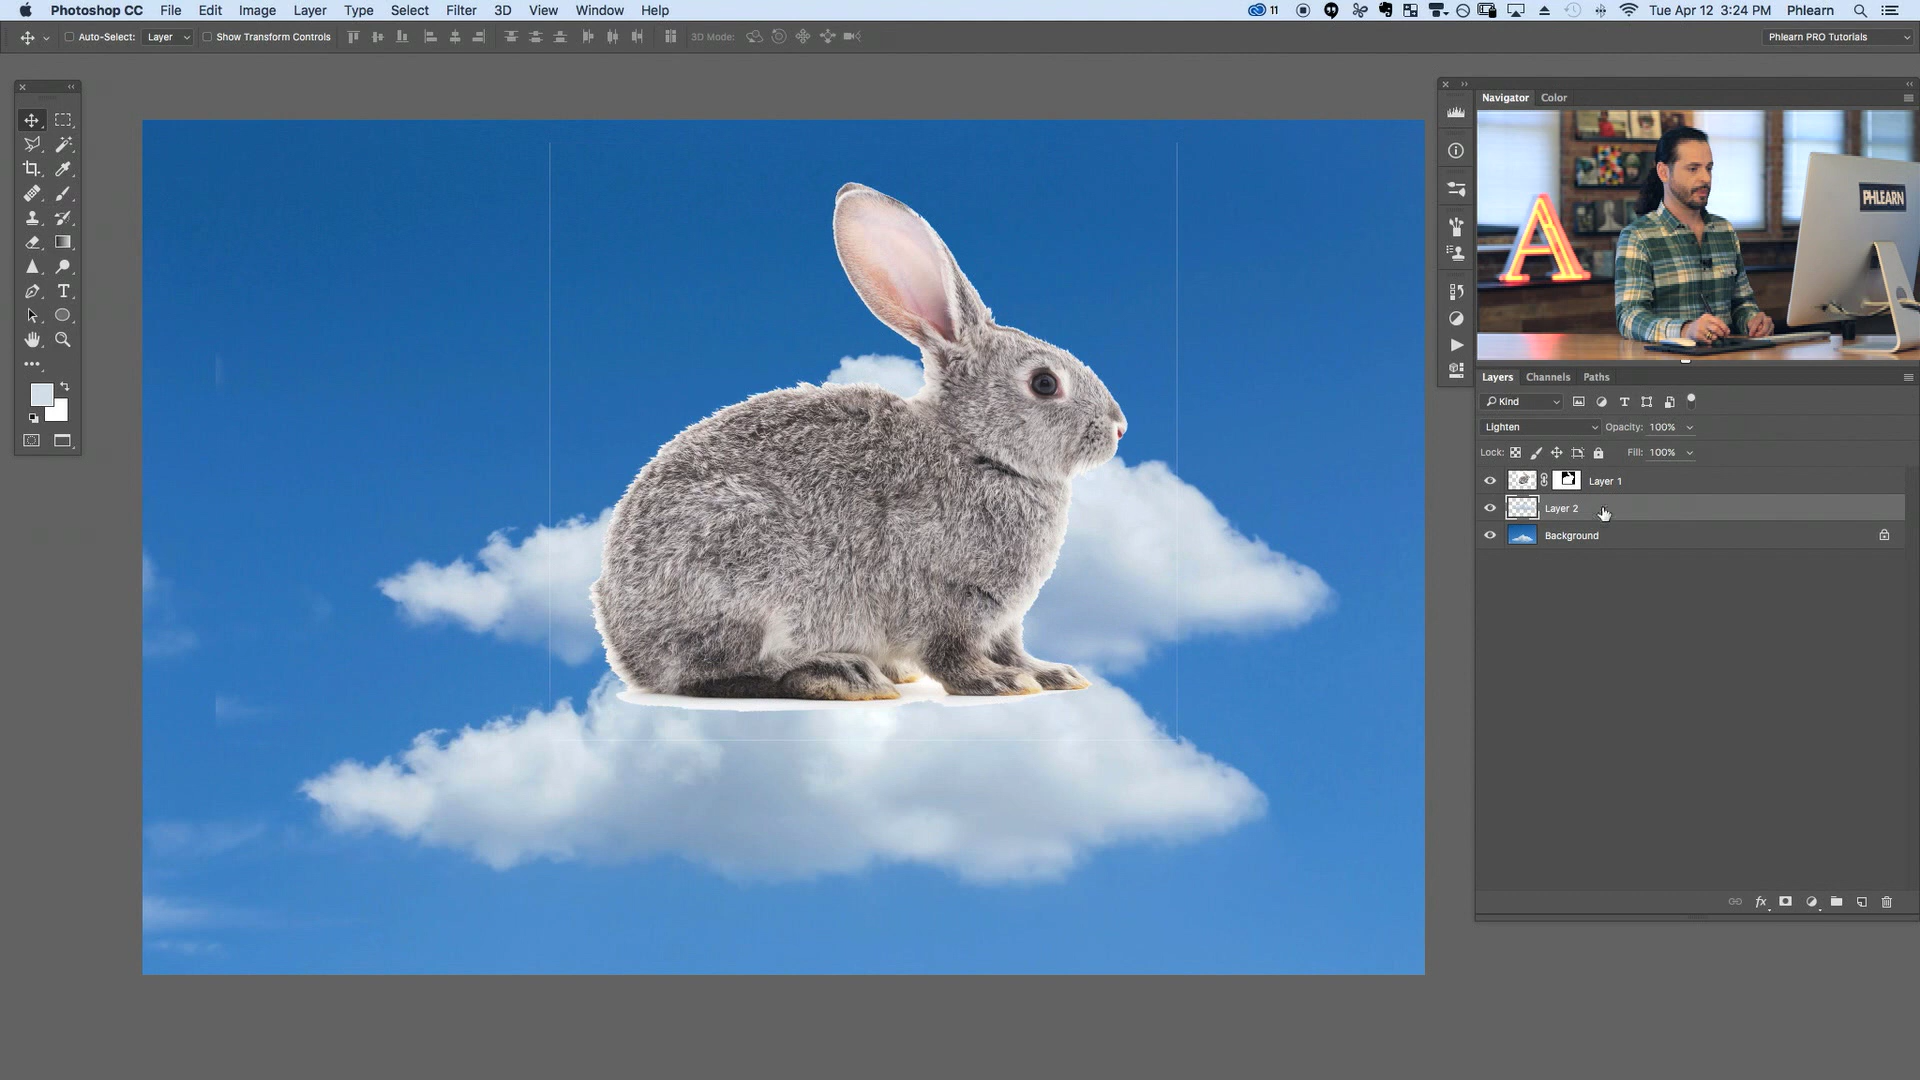 Photoshop CC File Edit Image Layer Type Select Filter 3D View Window Help 11 Tue Apr 12 3:24 PM Phlearn
Auto-Select: Layer Show Transform Controls 3D Mode: Phlearn PRO Tutorials
Navigator Color
PHLEARN
A
Layers Channels Paths
Kind
Lighten Opacity: 100%
Lock: Fill: 100%
Layer 1
Layer 2
Background
fx